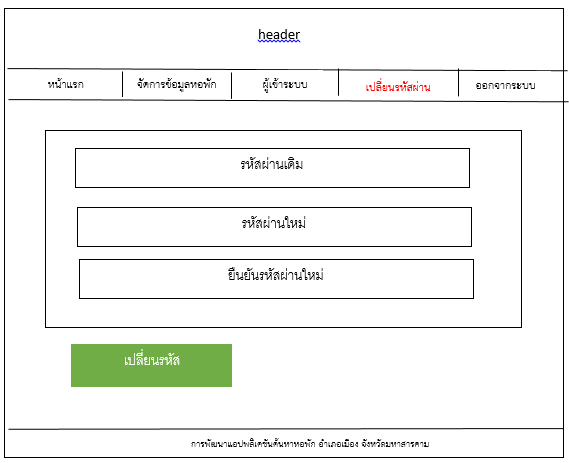 header
หน้าแรก จัดการข้อมูลหอพัก ผู้เข้าระบบ เปลี่ยนรหัสผ่าน ออกจากระบบ
รหัสผ่านเดิม
รหัสผ่านใหม่
ยืนยันรหัสผ่านใหม่
เปลี่ยนรหัส
การพัฒนาแอปพลิเคชันค้นหาหอพัก อำเภอเมือง จังหวัดมหาสารคาม